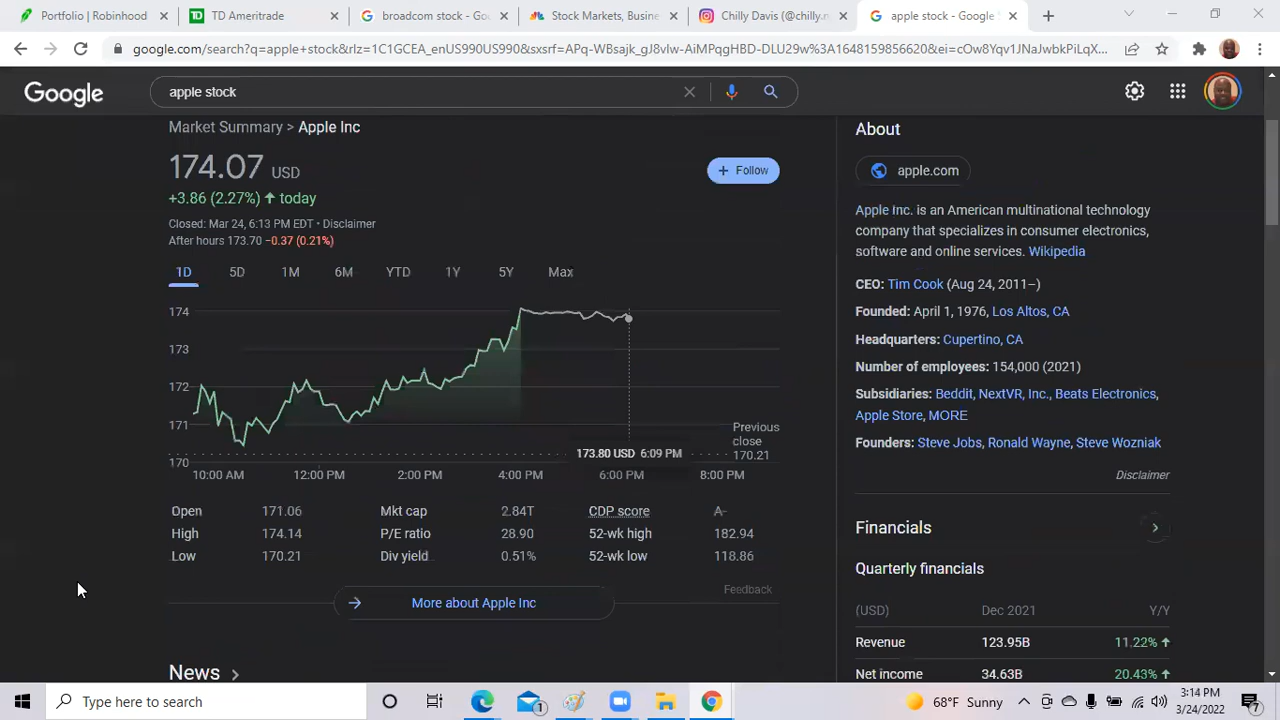 Portfolio | Robinhood
TD Ameritrade
broadcom stock - Goo
Stock Markets, Busine
Chilly Davis (@chilly.n
apple stock - Google
google.com/search?q=apple+stock&rlz=1C1GCEA_enUS990US990&sxsrf=APq-WBsajk_gJ8vlw-AiMPqgHBD-DLU29w%3A1648159856620&ei=cOw8Yqv1JNaJwbkPiLqX...
Google
apple stock
Market Summary > Apple Inc
174.07 USD
+ Follow
+3.86 (2.27%) ↑ today
Closed: Mar 24, 6:13 PM EDT • Disclaimer
After hours 173.70 −0.37 (0.21%)
1D 5D 1M 6M YTD 1Y 5Y Max
174
173
172
171
170
Previous
close
170.21
173.80 USD 6:09 PM
10:00 AM 12:00 PM 2:00 PM 4:00 PM 6:00 PM 8:00 PM
Open 171.06 Mkt cap 2.84T CDP score A-
High 174.14 P/E ratio 28.90 52-wk high 182.94
Low 170.21 Div yield 0.51% 52-wk low 118.86
Feedback
More about Apple Inc
News
About
apple.com
Apple Inc. is an American multinational technology
company that specializes in consumer electronics,
software and online services. Wikipedia
CEO: Tim Cook (Aug 24, 2011–)
Founded: April 1, 1976, Los Altos, CA
Headquarters: Cupertino, CA
Number of employees: 154,000 (2021)
Subsidiaries: Beddit, NextVR, Inc., Beats Electronics,
Apple Store, MORE
Founders: Steve Jobs, Ronald Wayne, Steve Wozniak
Disclaimer
Financials
Quarterly financials
(USD) Dec 2021 Y/Y
Revenue 123.95B 11.22% ↑
Net income 34.63B 20.43% ↑
Type here to search
1
68°F Sunny
3:14 PM
3/24/2022
7